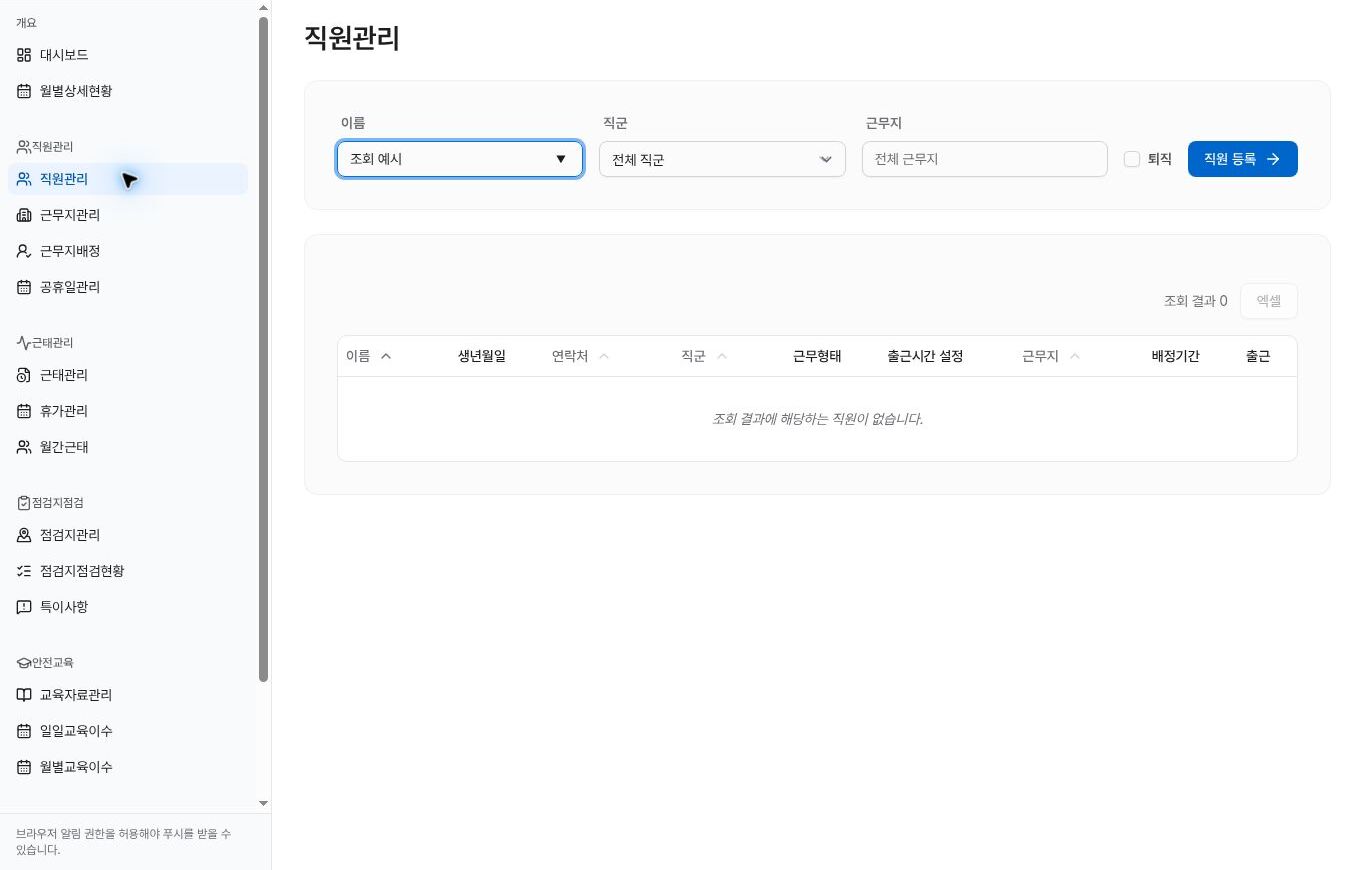 개요
대시보드
월별상세현황
직원관리
직원관리
근무지관리
근무지배정
공휴일관리
근태관리
근태관리
휴가관리
월간근태
점검지점검
점검지관리
점검지점검현황
특이사항
안전교육
교육자료관리
일일교육이수
월별교육이수
브라우저 알림 권한을 허용해야 푸시를 받을 수
있습니다.
직원관리
이름 직군 근무지
조회 예시 전체 직군 전체 근무지 퇴직 직원 등록
조회 결과 0 엑셀
이름 생년월일 연락처 직군 근무형태 출근시간 설정 근무지 배정기간 출근
조회 결과에 해당하는 직원이 없습니다.